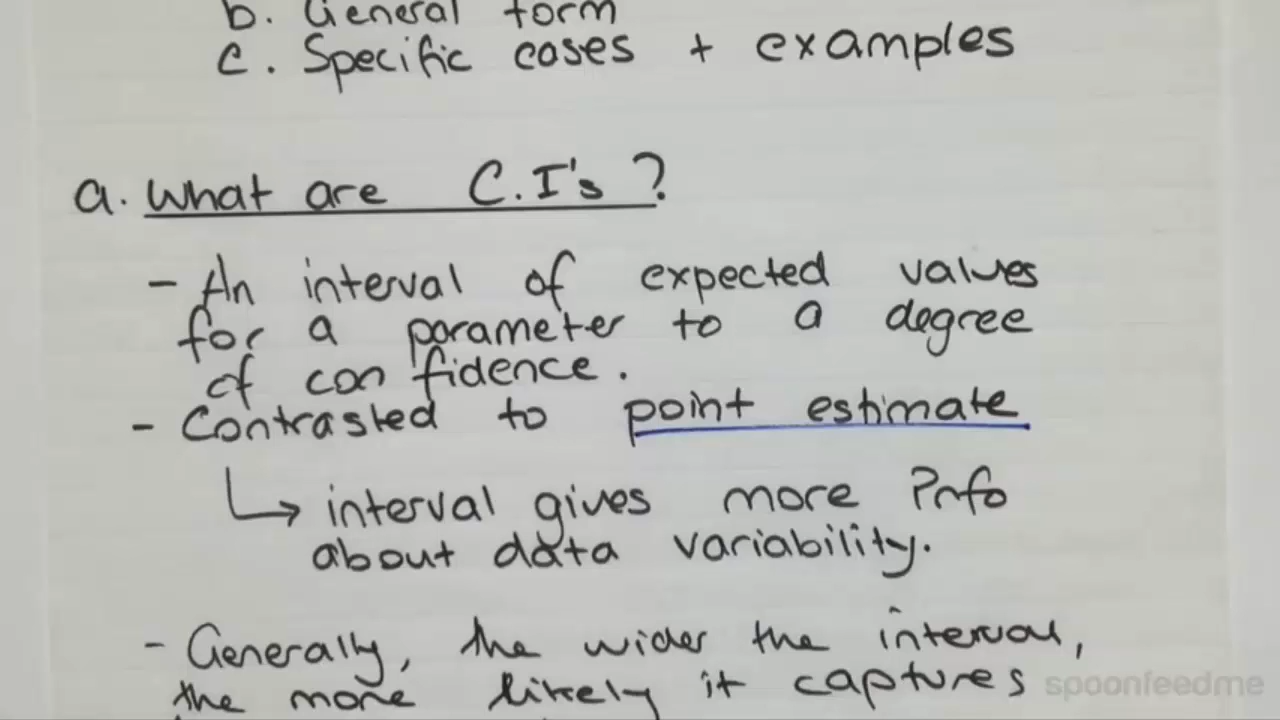 b. General form
c. Specific cases + examples
a. What are C.I's?
- An interval of expected values
for a parameter to a degree
of con fidence.
- Contrasted to point estimate
↳ interval gives more info
about data variability.
- Generally, the wider the interval,
the more likely it captures
spoonfeedme